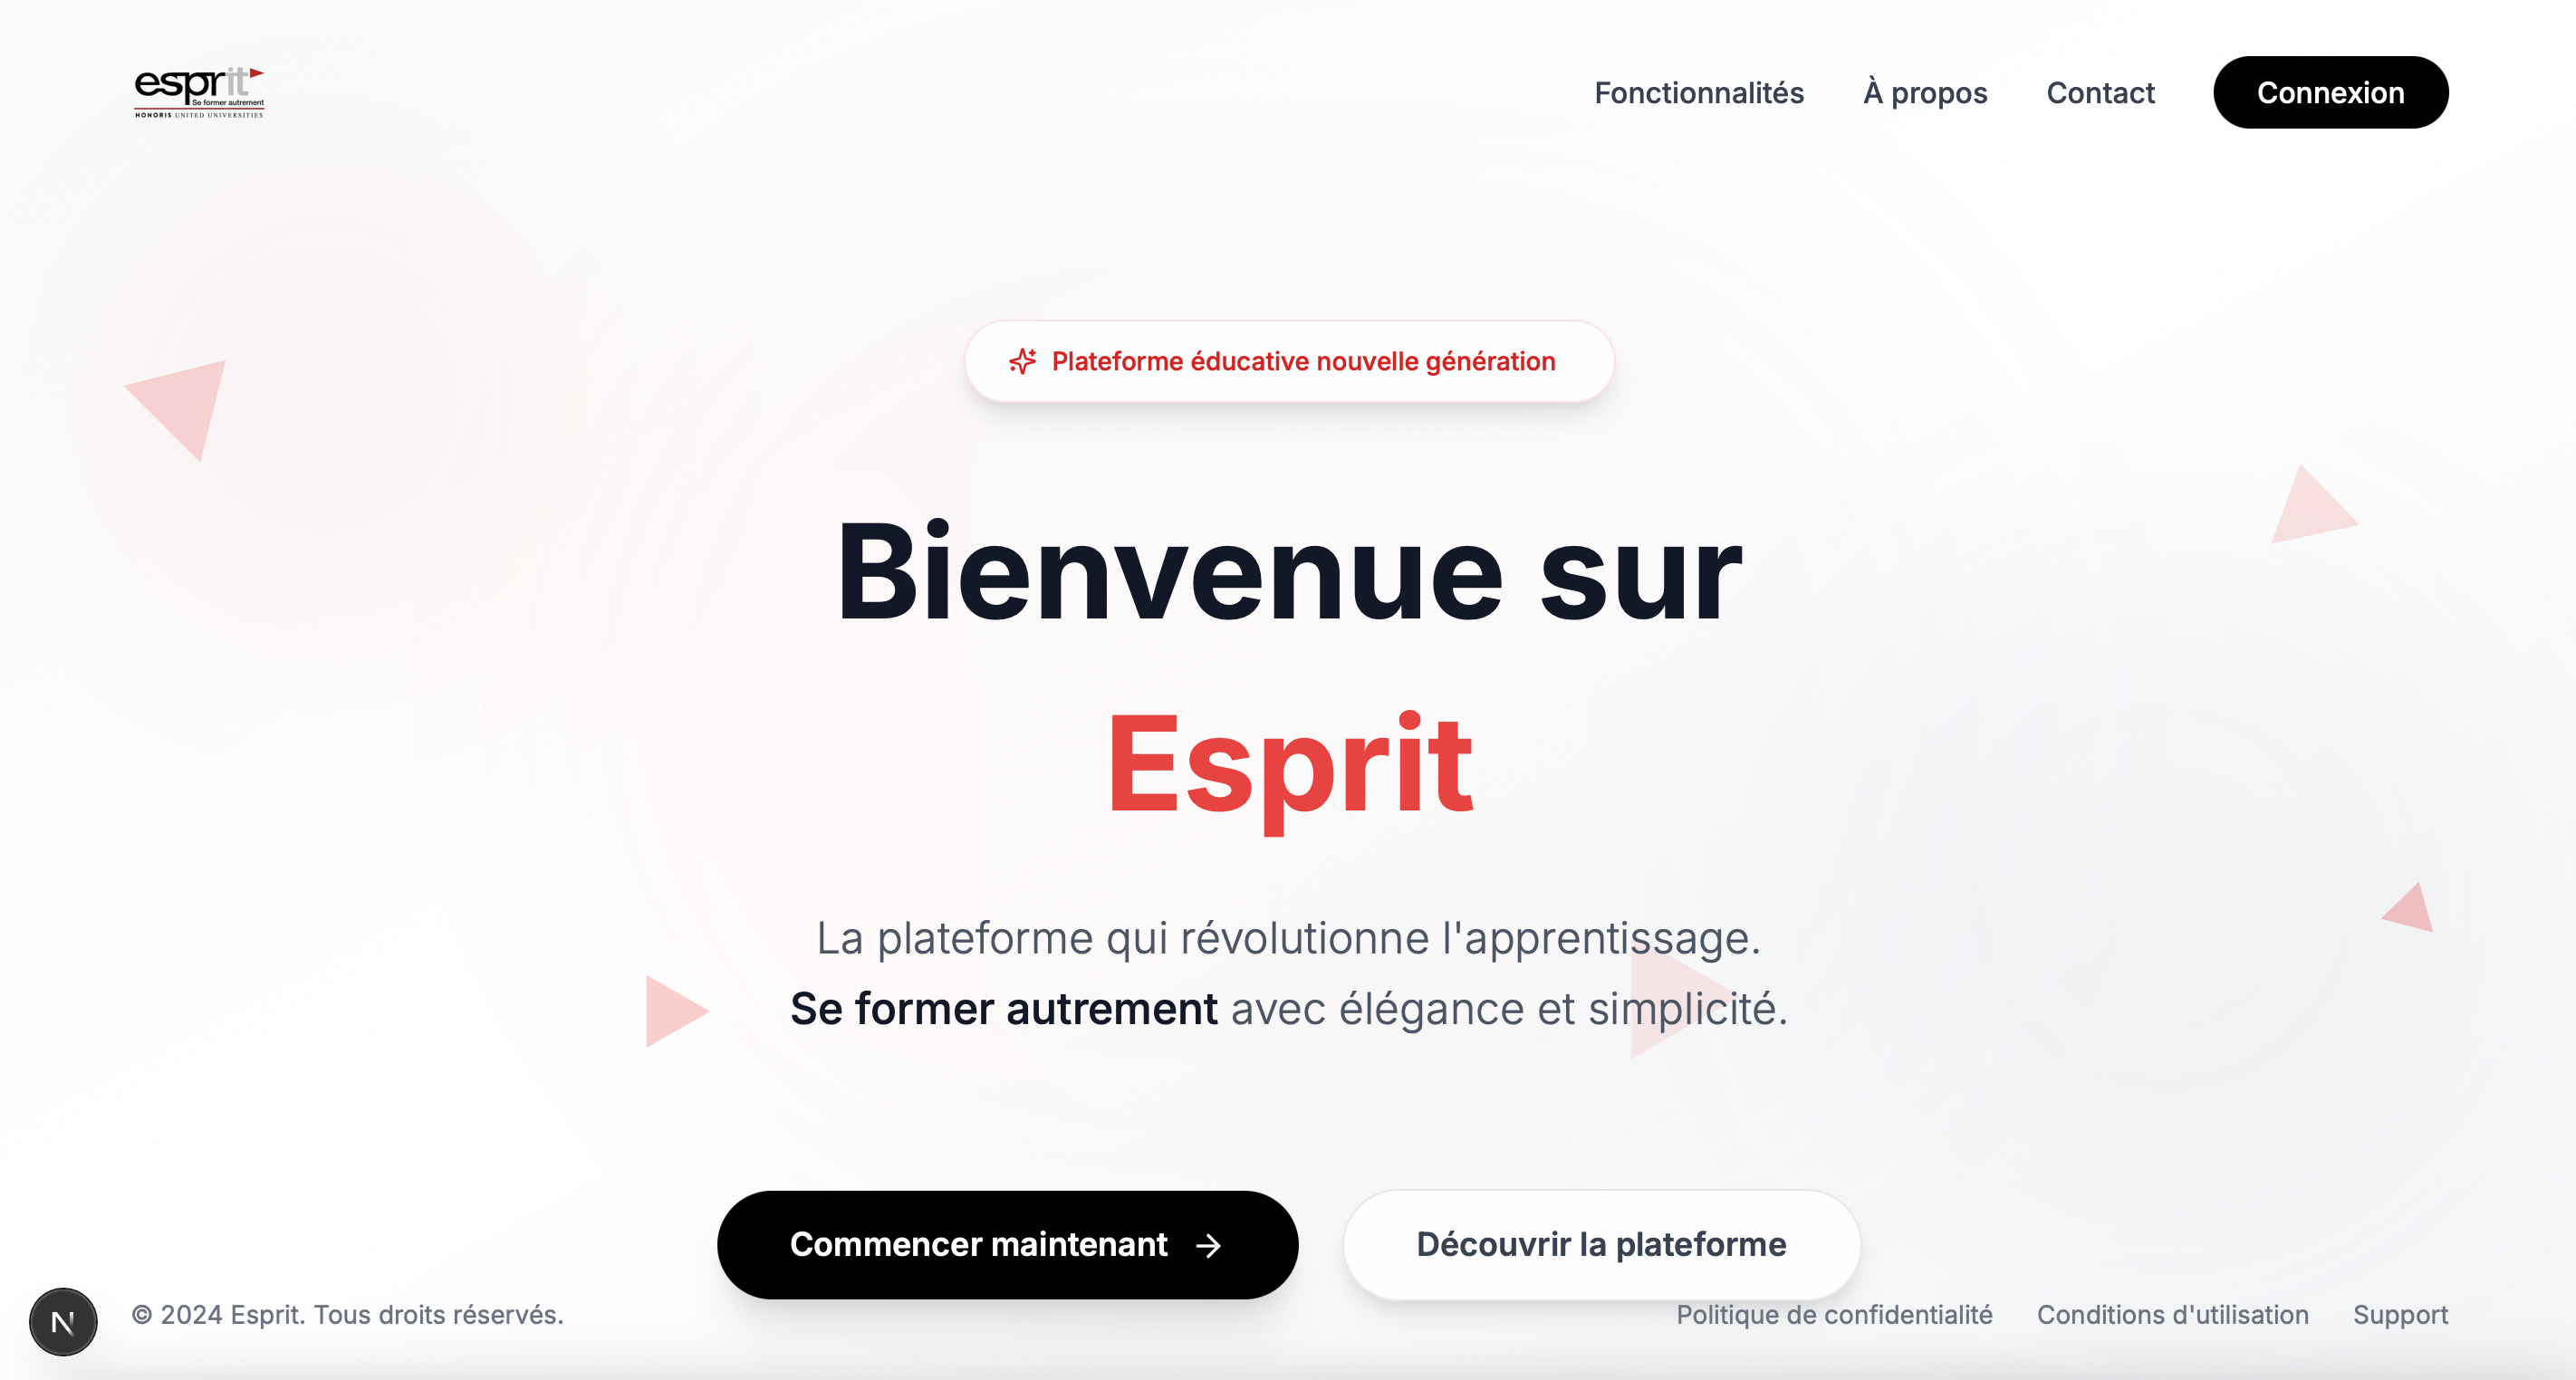 esprit
Se former autrement
HONORIS UNITED UNIVERSITIES
Fonctionnalités
À propos
Contact
Connexion
Plateforme éducative nouvelle génération
Bienvenue sur
Esprit
La plateforme qui révolutionne l'apprentissage.
Se former autrement avec élégance et simplicité.
Commencer maintenant →
Découvrir la plateforme
N
© 2024 Esprit. Tous droits réservés.
Politique de confidentialité
Conditions d'utilisation
Support